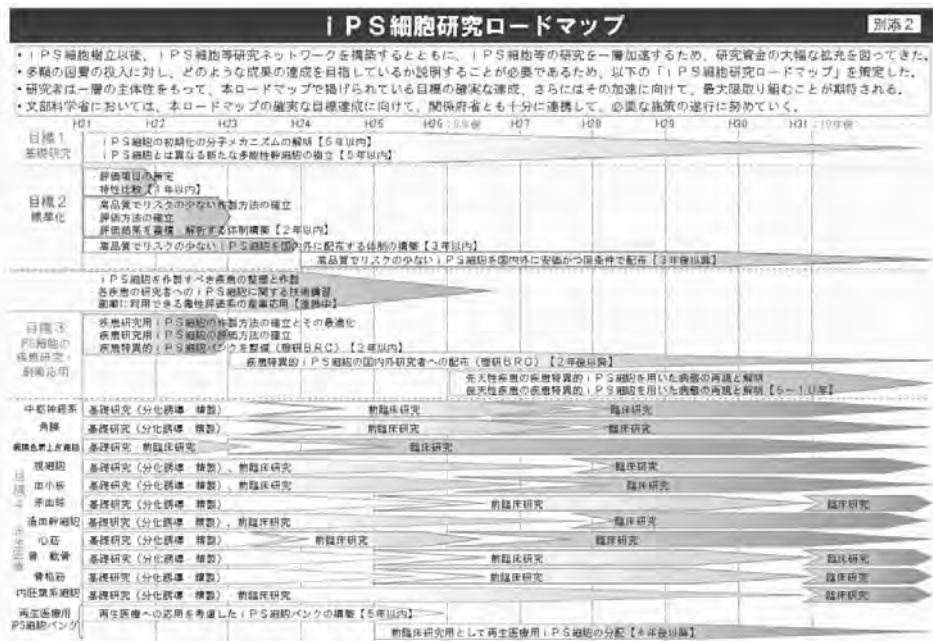 iPS細胞研究ロードマップ
別添2
・iPS細胞樹立以後、iPS細胞等研究ネットワークを構築するとともに、iPS細胞等の研究を一層加速するため、研究資金の大幅な拡充を図ってきた。
・多額の国費の投入に対し、どのような成果の達成を目指しているか説明することが必要であるため、以下の「iPS細胞研究ロードマップ」を策定した。
・研究者は一層の主体性をもって、本ロードマップで掲げられている目標の確実な達成、さらにはその加速に向けて、最大限取り組むことが期待される。
・文部科学省においては、本ロードマップの確実な目標達成に向けて、関係府省とも十分に連携して、必要な施策の遂行に努めていく。
H21 H22 H23 H24 H25 H26 H27 H28 H29 H30 H31
目標1
基礎研究
iPS細胞の初期化の分子メカニズムの解明【5年以内】
iPS細胞とは異なる新たな多能性幹細胞の樹立【5年以内】
目標2
標準化
・評価項目の策定
・特性比較【1年以内】
高品質でリスクの少ない作製方法の確立
評価方法の確立
評価結果を蓄積・解析する体制構築【2年以内】
高品質でリスクの少ないiPS細胞を国内外に配布する体制の構築【3年以内】
高品質でリスクの少ないiPS細胞を国内外に安価かつ同条件で配布【3年後以降】
目標3
iPS細胞の
疾患研究・
創薬応用
・iPS細胞を作製すべき疾患の整理と作製
・各疾患の研究者へのiPS細胞に関する技術講習
創薬に利用できる毒性評価系の産業応用【進捗中】
・疾患研究用iPS細胞の作製方法の確立とその最適化
・疾患研究用iPS細胞の評価方法の確立
・疾患特異的iPS細胞バンクを整備(理研BRC)【2年以内】
疾患特異的iPS細胞の国内外研究者への配布(理研BRC)【2年後以降】
先天性疾患の疾患特異的iPS細胞を用いた病態の再現と解明
後天性疾患の疾患特異的iPS細胞を用いた病態の再現と解明【5~10年】
中枢神経系 基礎研究(分化誘導・精製) 前臨床研究 臨床研究
角膜 基礎研究(分化誘導・精製) 前臨床研究 臨床研究
網膜色素上皮細胞 基礎研究・前臨床研究 臨床研究
視細胞 基礎研究(分化誘導・精製)、前臨床研究 臨床研究
血小板 基礎研究(分化誘導・精製)、前臨床研究 臨床研究
赤血球 基礎研究(分化誘導・精製) 前臨床研究 臨床研究
造血幹細胞 基礎研究(分化誘導・精製)、前臨床研究 臨床研究
心筋 基礎研究(分化誘導・精製) 前臨床研究 臨床研究
骨・軟骨 基礎研究(分化誘導・精製) 前臨床研究 臨床研究
骨格筋 基礎研究(分化誘導・精製) 前臨床研究 臨床研究
内胚葉系細胞 基礎研究(分化誘導・精製) 前臨床研究 臨床研究
再生医療用
iPS細胞バンク
再生医療への応用を考慮したiPS細胞バンクの構築【5年以内】
前臨床研究用として再生医療用iPS細胞の分配